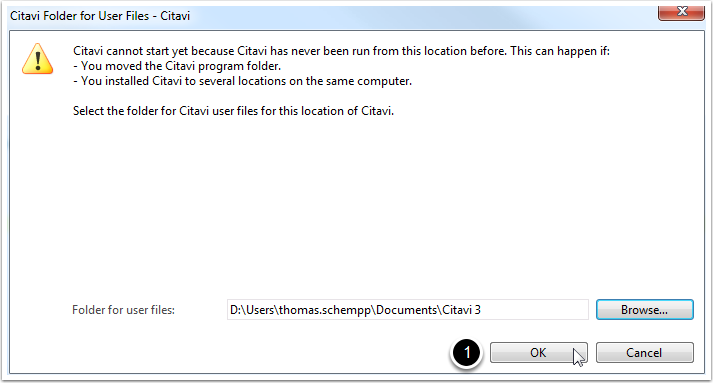 Citavi Folder for User Files - Citavi
Citavi cannot start yet because Citavi has never been run from this location before. This can happen if:
- You moved the Citavi program folder.
- You installed Citavi to several locations on the same computer.
Select the folder for Citavi user files for this location of Citavi.
Folder for user files: D:\Users\thomas.schempp\Documents\Citavi 3 Browse...
1 OK Cancel